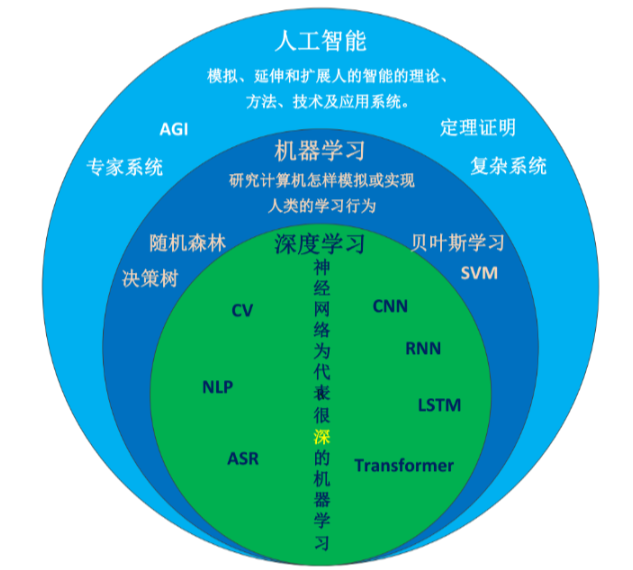 人工智能
模拟、延伸和扩展人的智能的理论、
方法、技术及应用系统。
AGI
定理证明
专家系统
复杂系统
机器学习
研究计算机怎样模拟或实现
人类的学习行为
随机森林
贝叶斯学习
决策树
SVM
深度学习
神经网络为代表很深的机器学习
CV
CNN
RNN
NLP
LSTM
ASR
Transformer